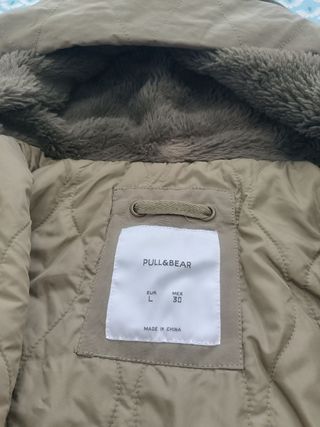 PULL&BEAR
EUR MEX
L 30
MADE IN CHINA